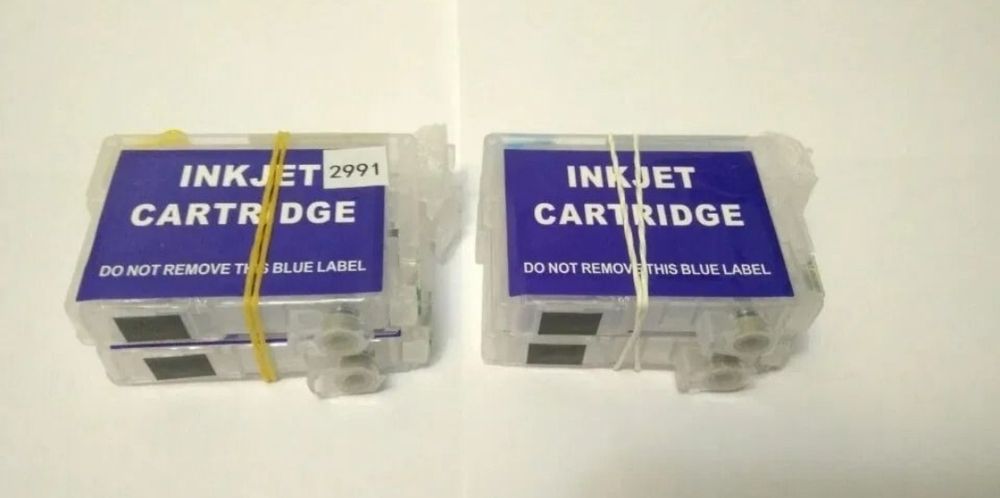 INKJET
2991
CARTRIDGE
DO NOT REMOVE THIS BLUE LABEL
INKJET
CARTRIDGE
DO NOT REMOVE THIS BLUE LABEL